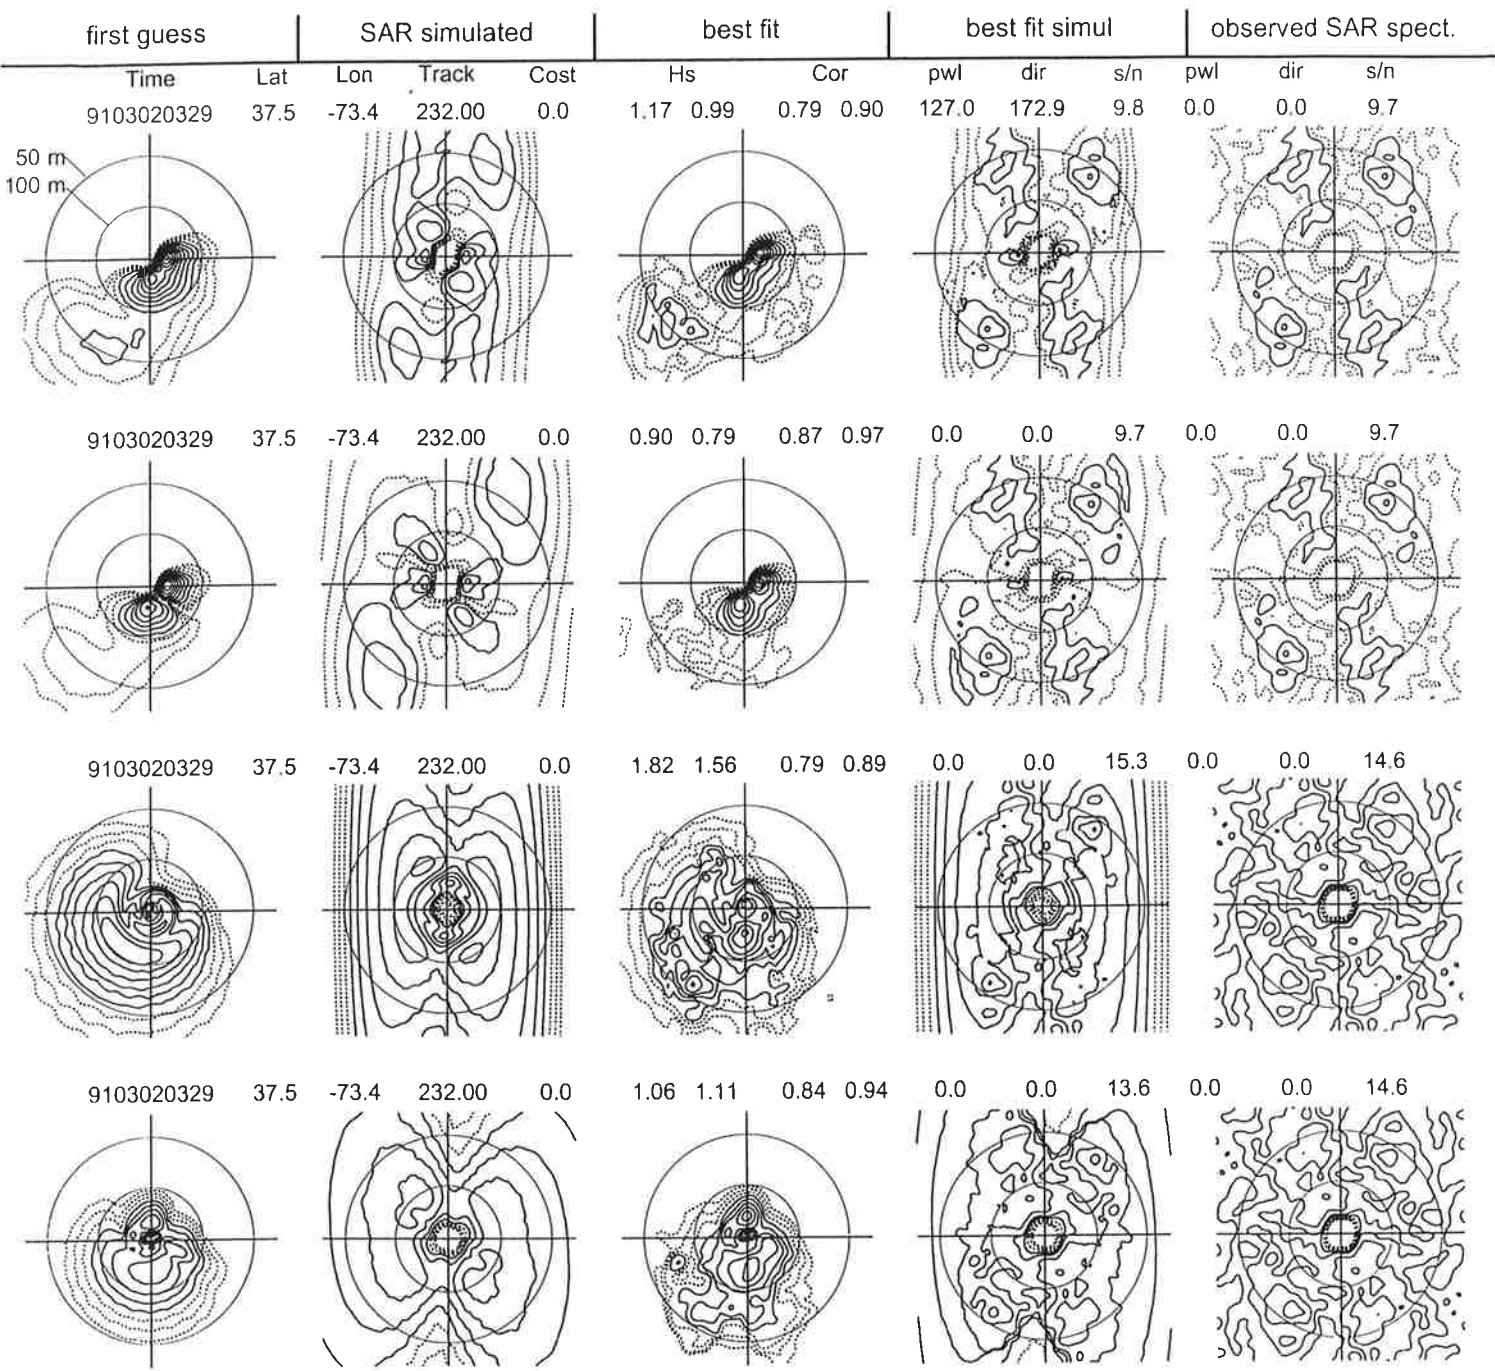 first guess SAR simulated best fit best fit simul observed SAR spect.
Time Lat Lon Track Cost Hs Cor pwl dir s/n pwl dir s/n
9103020329 37.5 -73.4 232.00 0.0 1.17 0.99 0.79 0.90 127.0 172.9 9.8 0.0 0.0 9.7
50 m
100 m
9103020329 37.5 -73.4 232.00 0.0 0.90 0.79 0.87 0.97 0.0 0.0 9.7 0.0 0.0 9.7
9103020329 37.5 -73.4 232.00 0.0 1.82 1.56 0.79 0.89 0.0 0.0 15.3 0.0 0.0 14.6
9103020329 37.5 -73.4 232.00 0.0 1.06 1.11 0.84 0.94 0.0 0.0 13.6 0.0 0.0 14.6